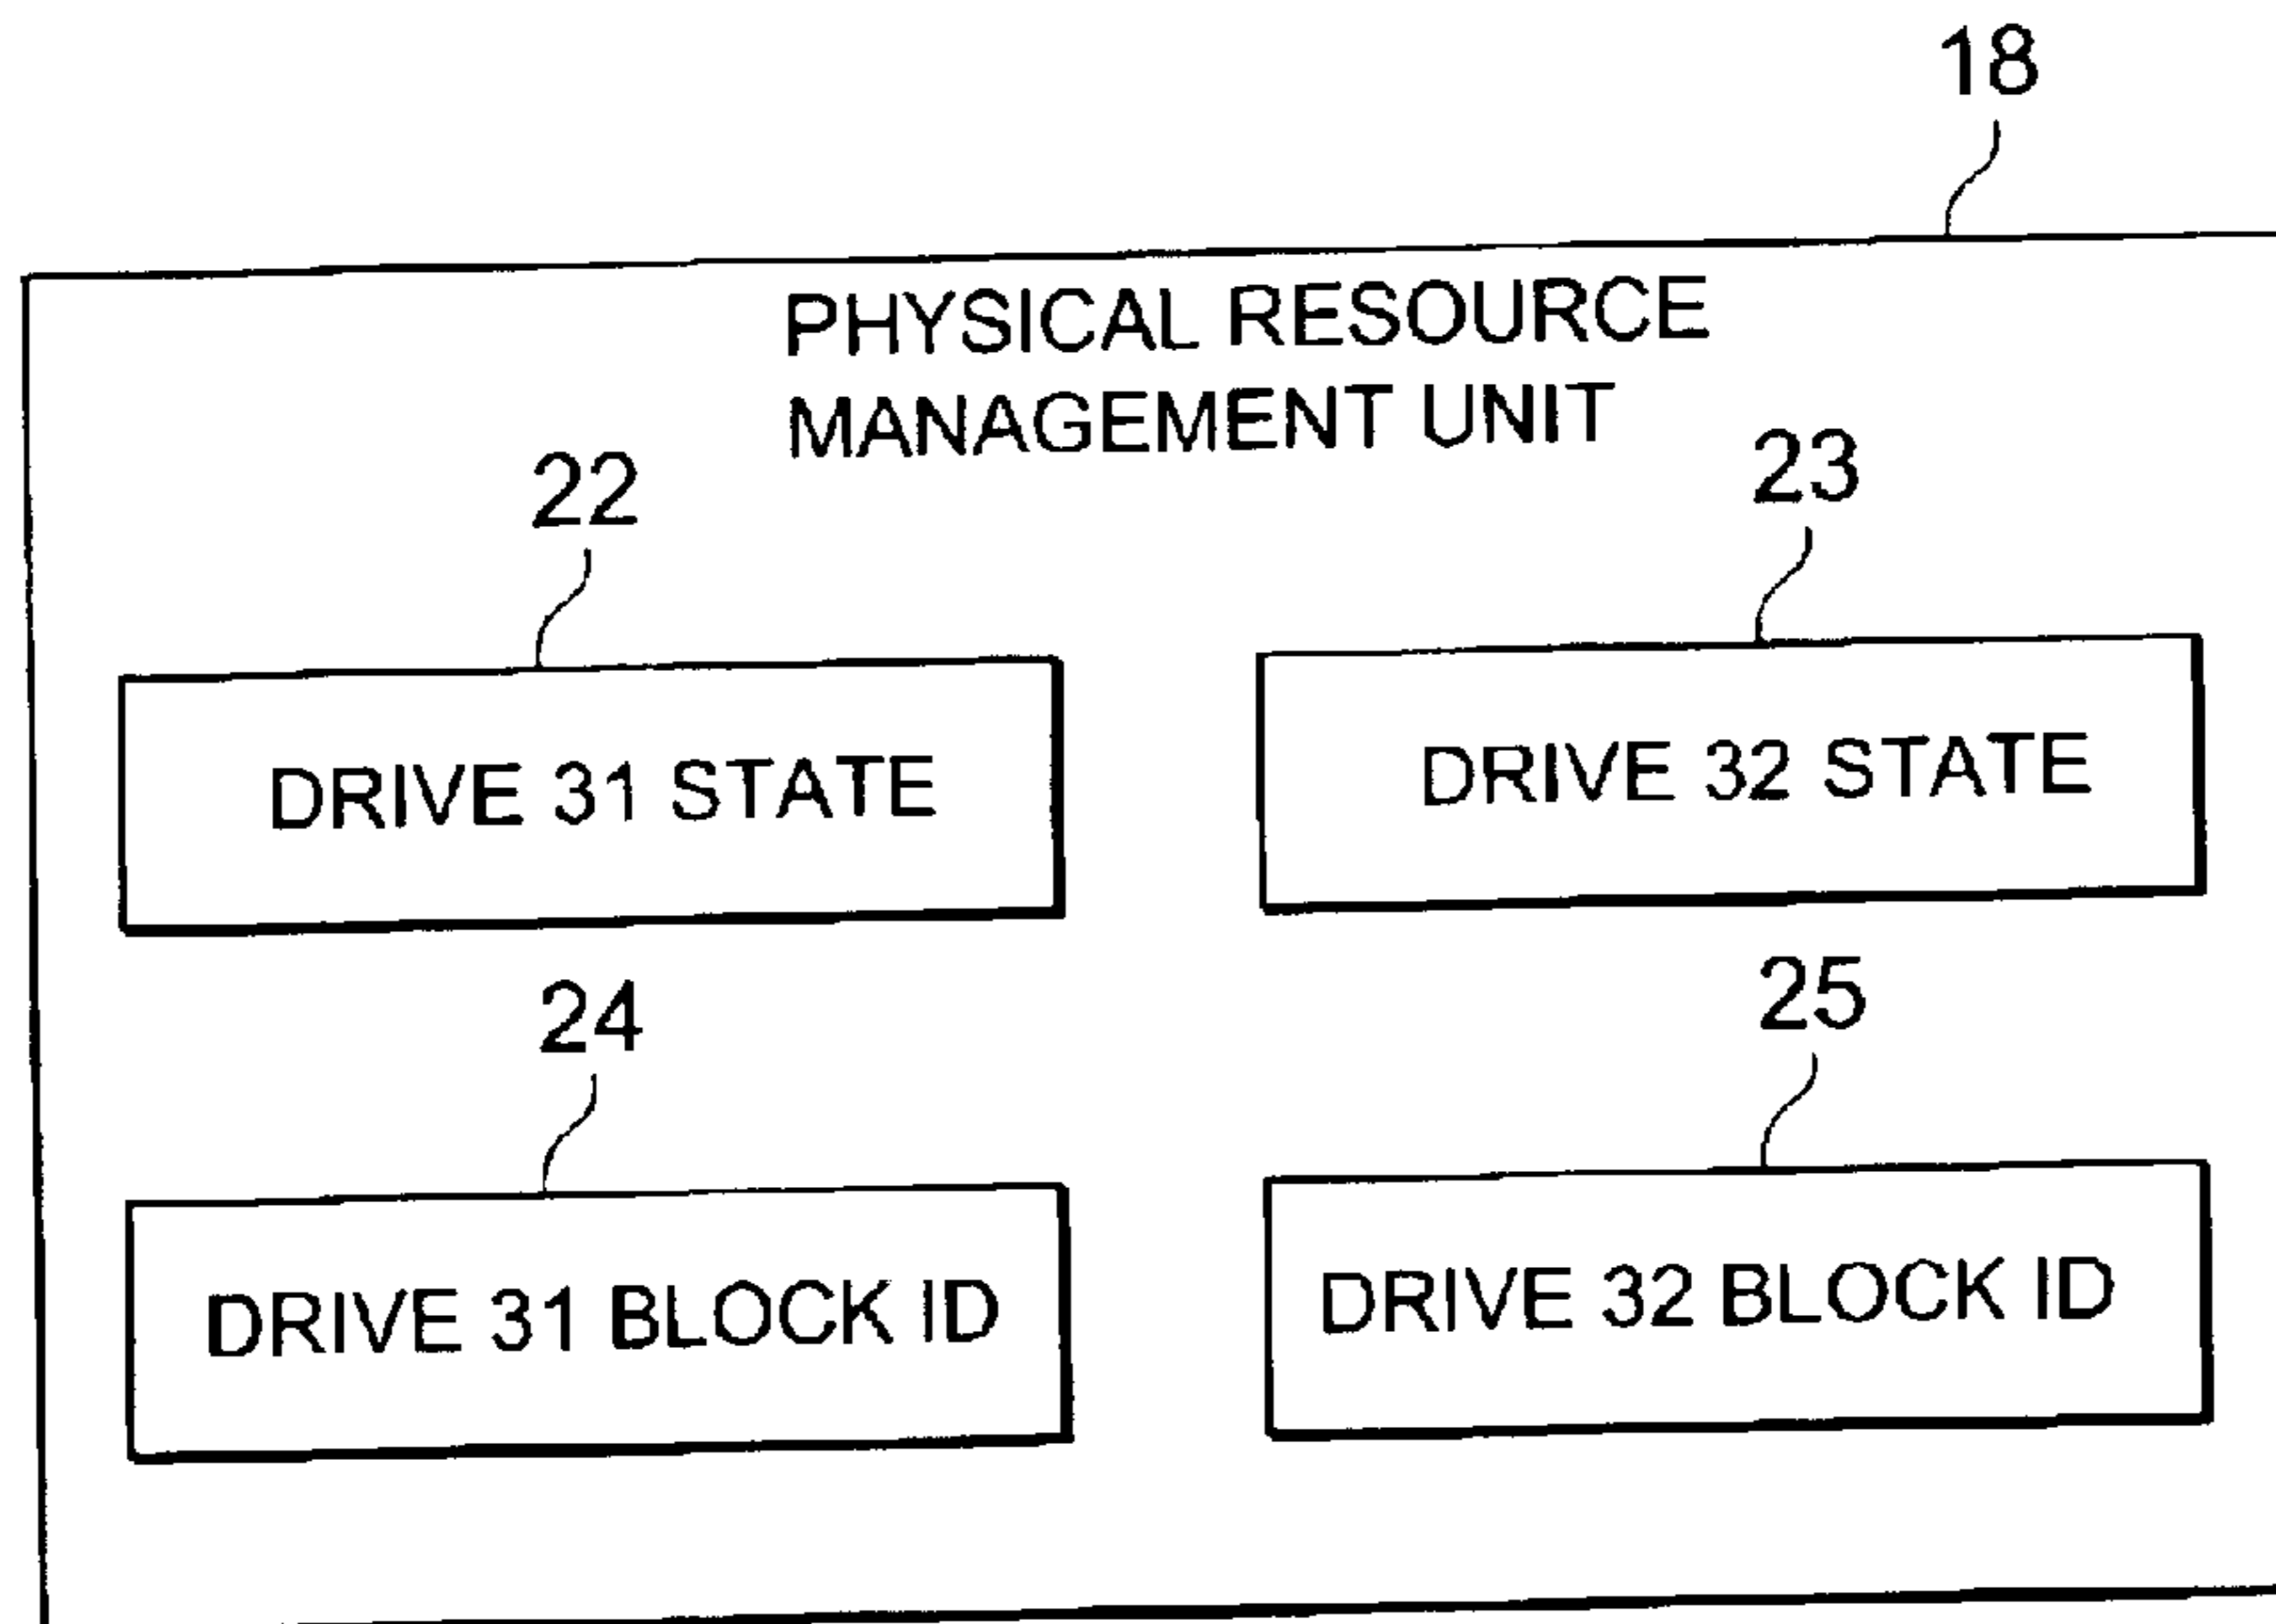 18
PHYSICAL RESOURCE
MANAGEMENT UNIT
22
23
DRIVE 31 STATE
DRIVE 32 STATE
24
25
DRIVE 31 BLOCK ID
DRIVE 32 BLOCK ID